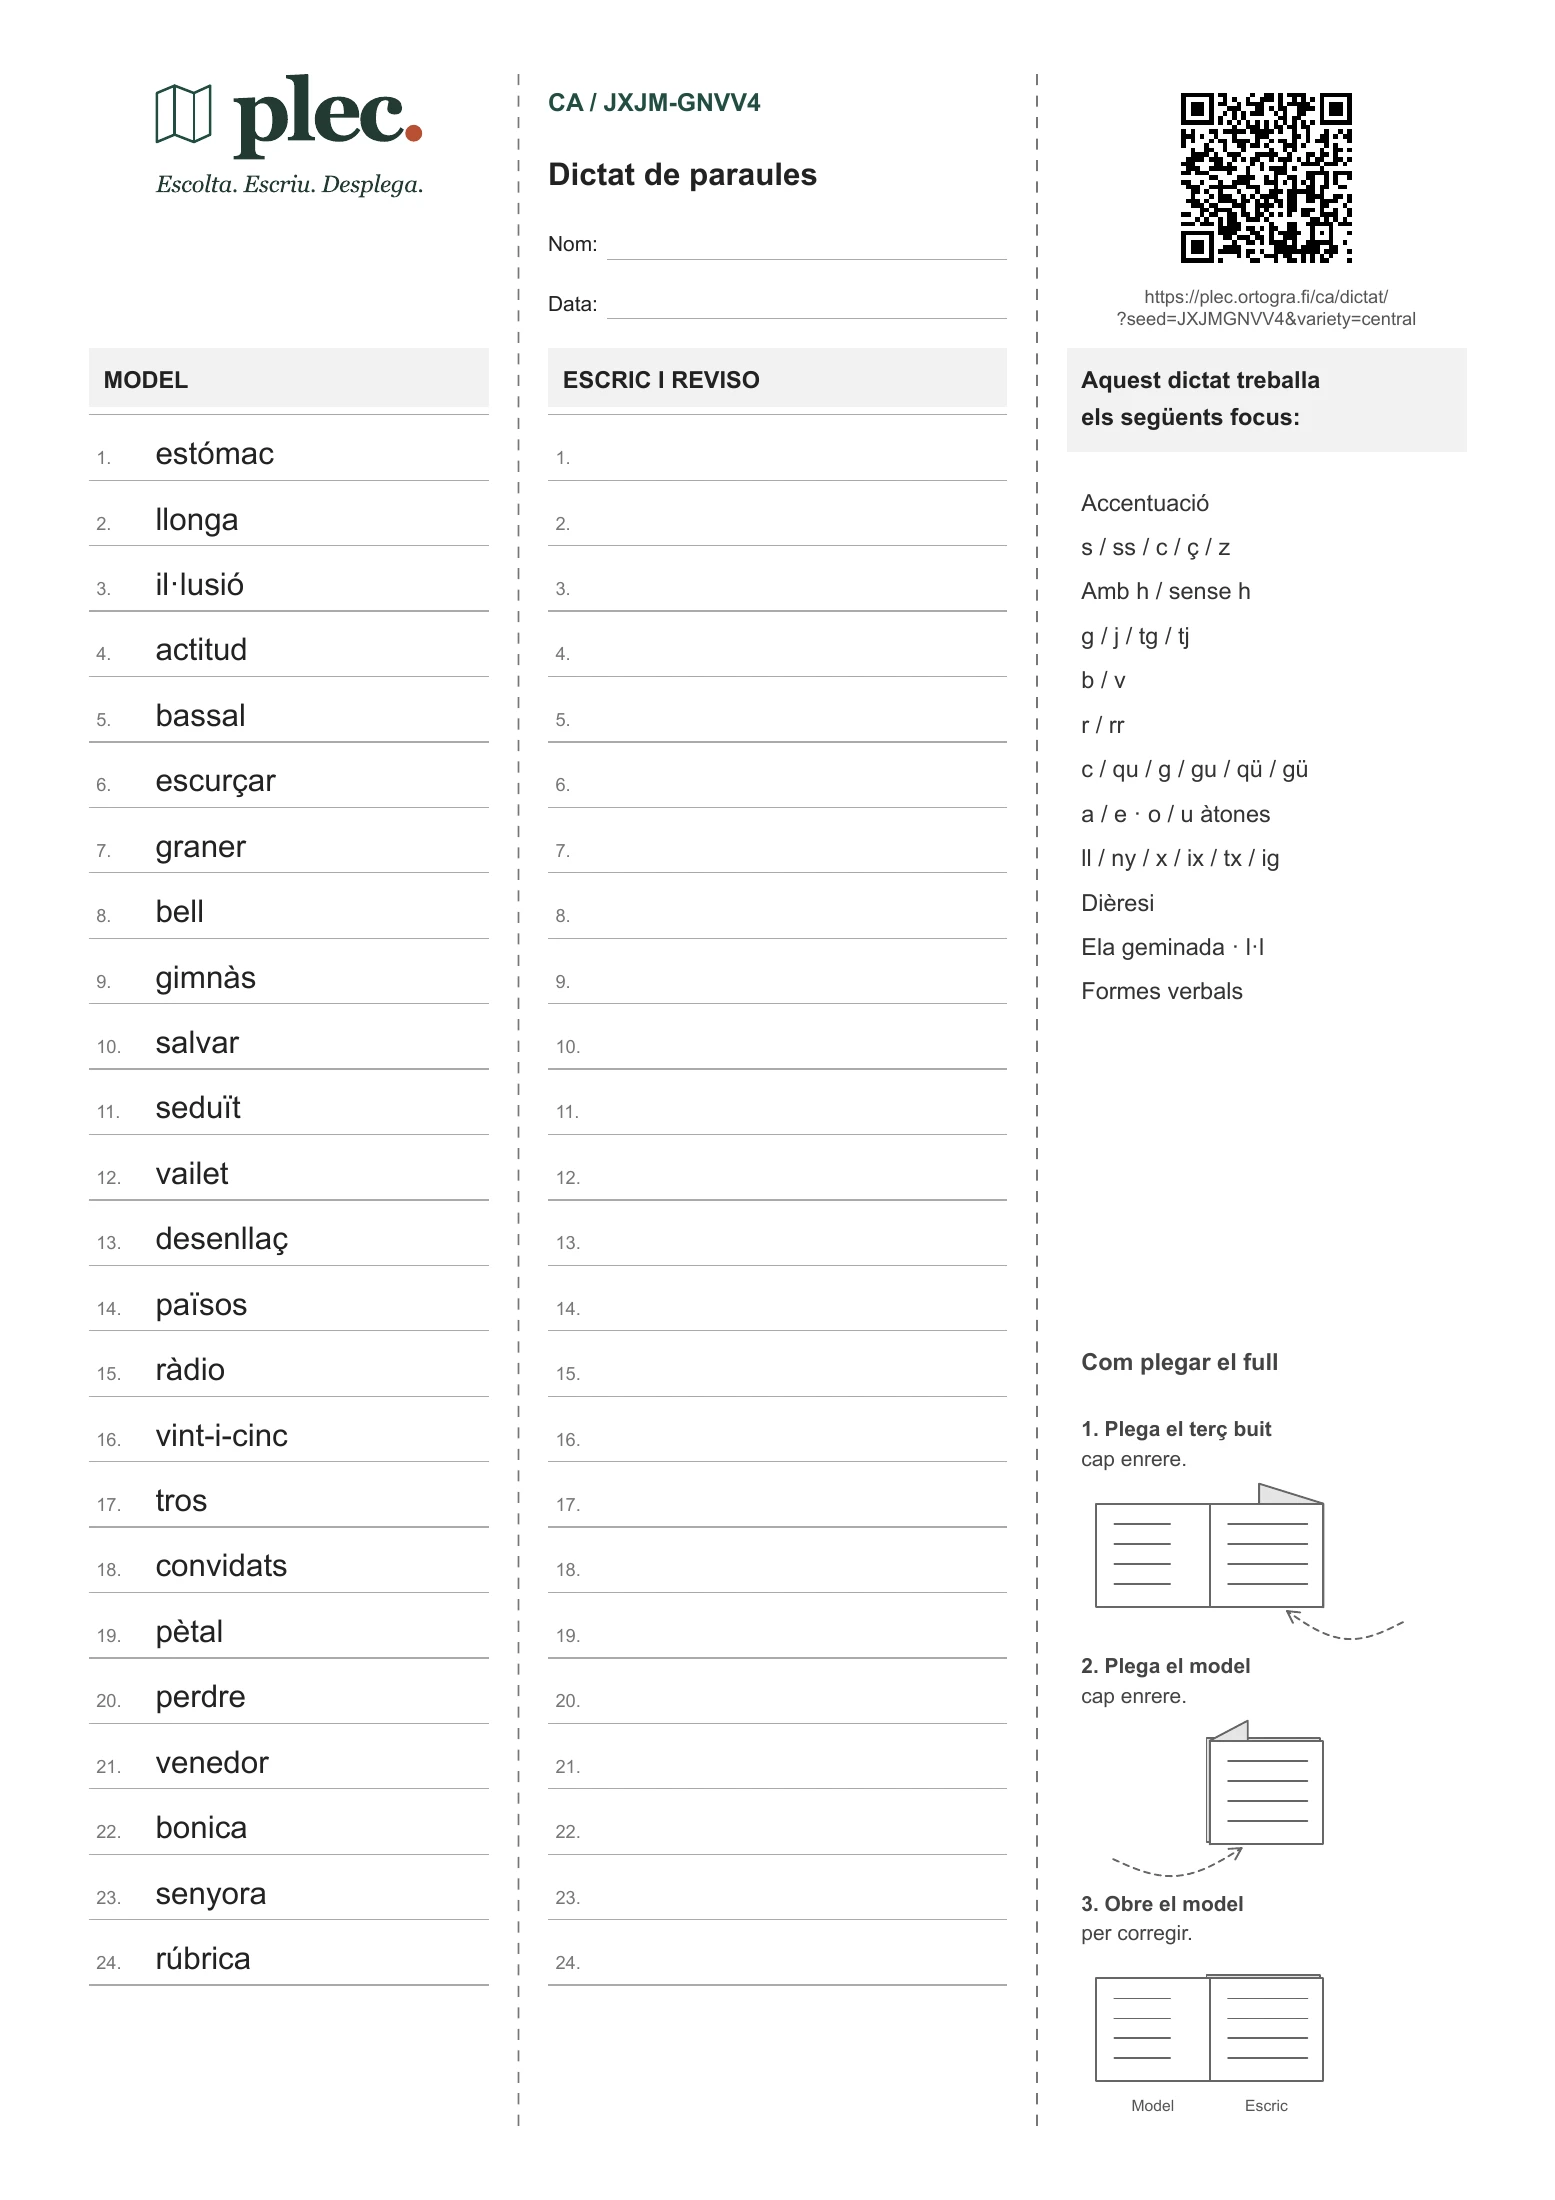 plec.
Escolta. Escriu. Desplega.
CA / JXJM-GNVV4
Dictat de paraules
Nom:
Data:
https://plec.ortogra.fi/ca/dictat/
?seed=JXJMGNVV4&variety=central
MODEL
1. estómac
2. llonga
3. il·lusió
4. actitud
5. bassal
6. escurçar
7. graner
8. bell
9. gimnàs
10. salvar
11. seduït
12. vailet
13. desenllaç
14. països
15. ràdio
16. vint-i-cinc
17. tros
18. convidats
19. pètal
20. perdre
21. venedor
22. bonica
23. senyora
24. rúbrica
ESCRIC I REVISO
1.
2.
3.
4.
5.
6.
7.
8.
9.
10.
11.
12.
13.
14.
15.
16.
17.
18.
19.
20.
21.
22.
23.
24.
Aquest dictat treballa
els següents focus:
Accentuació
s / ss / c / ç / z
Amb h / sense h
g / j / tg / tj
b / v
r / rr
c / qu / g / gu / qü / gü
a / e · o / u àtones
ll / ny / x / ix / tx / ig
Dièresi
Ela geminada · l·l
Formes verbals
Com plegar el full
1. Plega el terç buit
cap enrere.
2. Plega el model
cap enrere.
3. Obre el model
per corregir.
Model Escric